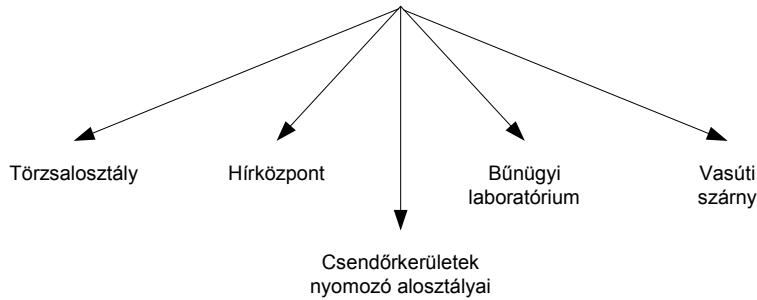 Törzsalosztály
Hírközpont
Bűnügyi
laboratórium
Vasúti
szárny
Csendőrkerületek
nyomozó alosztályai